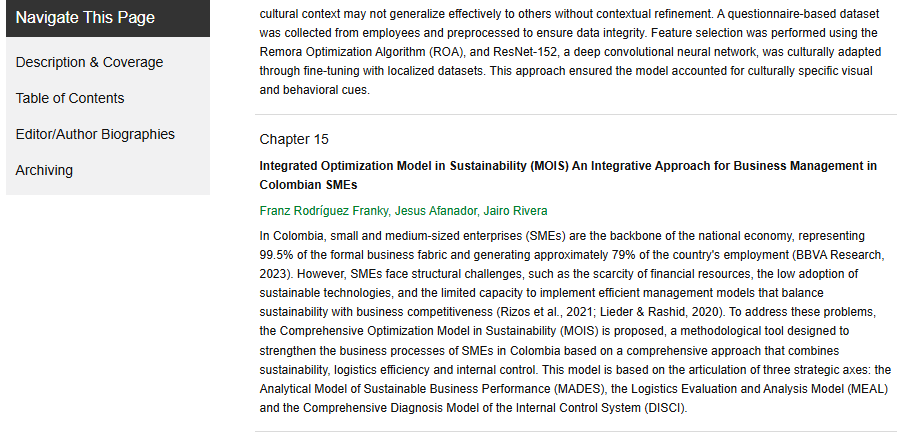 Navigate This Page
Description & Coverage
Table of Contents
Editor/Author Biographies
Archiving
cultural context may not generalize effectively to others without contextual refinement. A questionnaire-based dataset
was collected from employees and preprocessed to ensure data integrity. Feature selection was performed using the
Remora Optimization Algorithm (ROA), and ResNet-152, a deep convolutional neural network, was culturally adapted
through fine-tuning with localized datasets. This approach ensured the model accounted for culturally specific visual
and behavioral cues.
Chapter 15
Integrated Optimization Model in Sustainability (MOIS) An Integrative Approach for Business Management in
Colombian SMEs
Franz Rodríguez Franky, Jesus Afanador, Jairo Rivera
In Colombia, small and medium-sized enterprises (SMEs) are the backbone of the national economy, representing
99.5% of the formal business fabric and generating approximately 79% of the country's employment (BBVA Research,
2023). However, SMEs face structural challenges, such as the scarcity of financial resources, the low adoption of
sustainable technologies, and the limited capacity to implement efficient management models that balance
sustainability with business competitiveness (Rizos et al., 2021; Lieder & Rashid, 2020). To address these problems,
the Comprehensive Optimization Model in Sustainability (MOIS) is proposed, a methodological tool designed to
strengthen the business processes of SMEs in Colombia based on a comprehensive approach that combines
sustainability, logistics efficiency and internal control. This model is based on the articulation of three strategic axes: the
Analytical Model of Sustainable Business Performance (MADES), the Logistics Evaluation and Analysis Model (MEAL)
and the Comprehensive Diagnosis Model of the Internal Control System (DISCI).